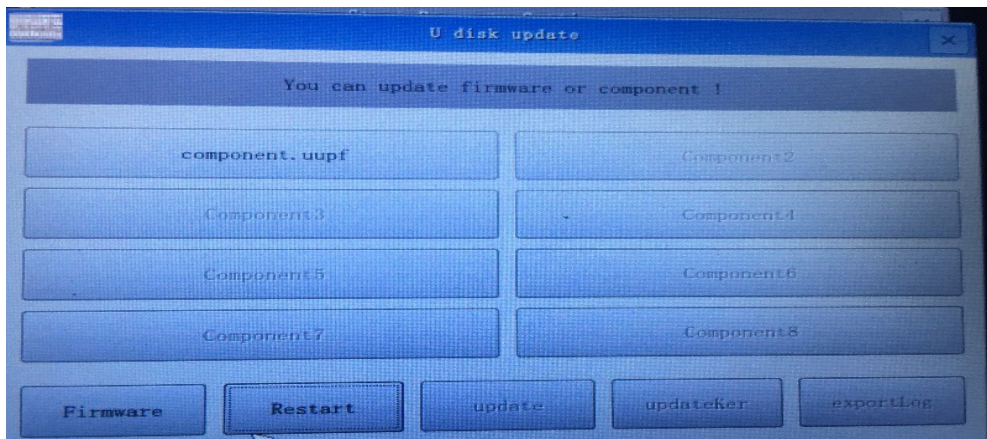 U disk update
You can update firmware or component !
component.uupf
Component2
Component3
Component4
Component5
Component6
Component7
Component8
Firmware
Restart
update
updateKer
exportLog